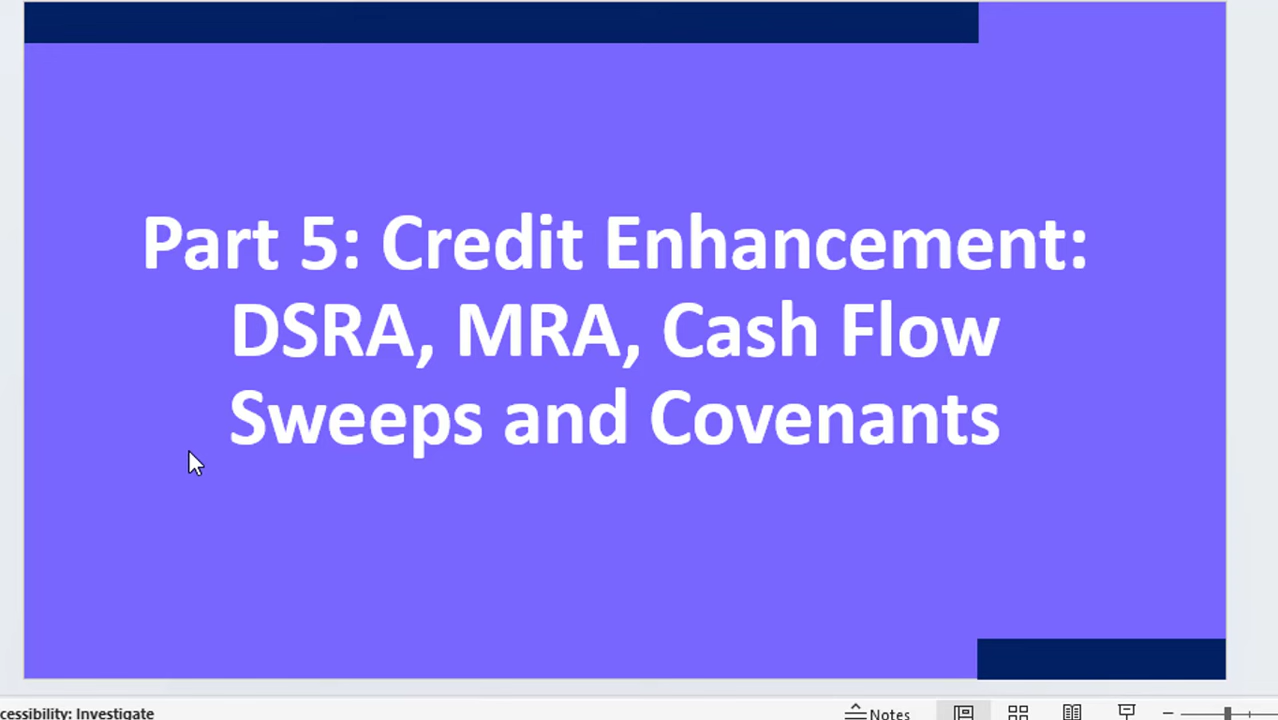 Part 5: Credit Enhancement:
DSRA, MRA, Cash Flow
Sweeps and Covenants
cessibility: Investigate
Notes